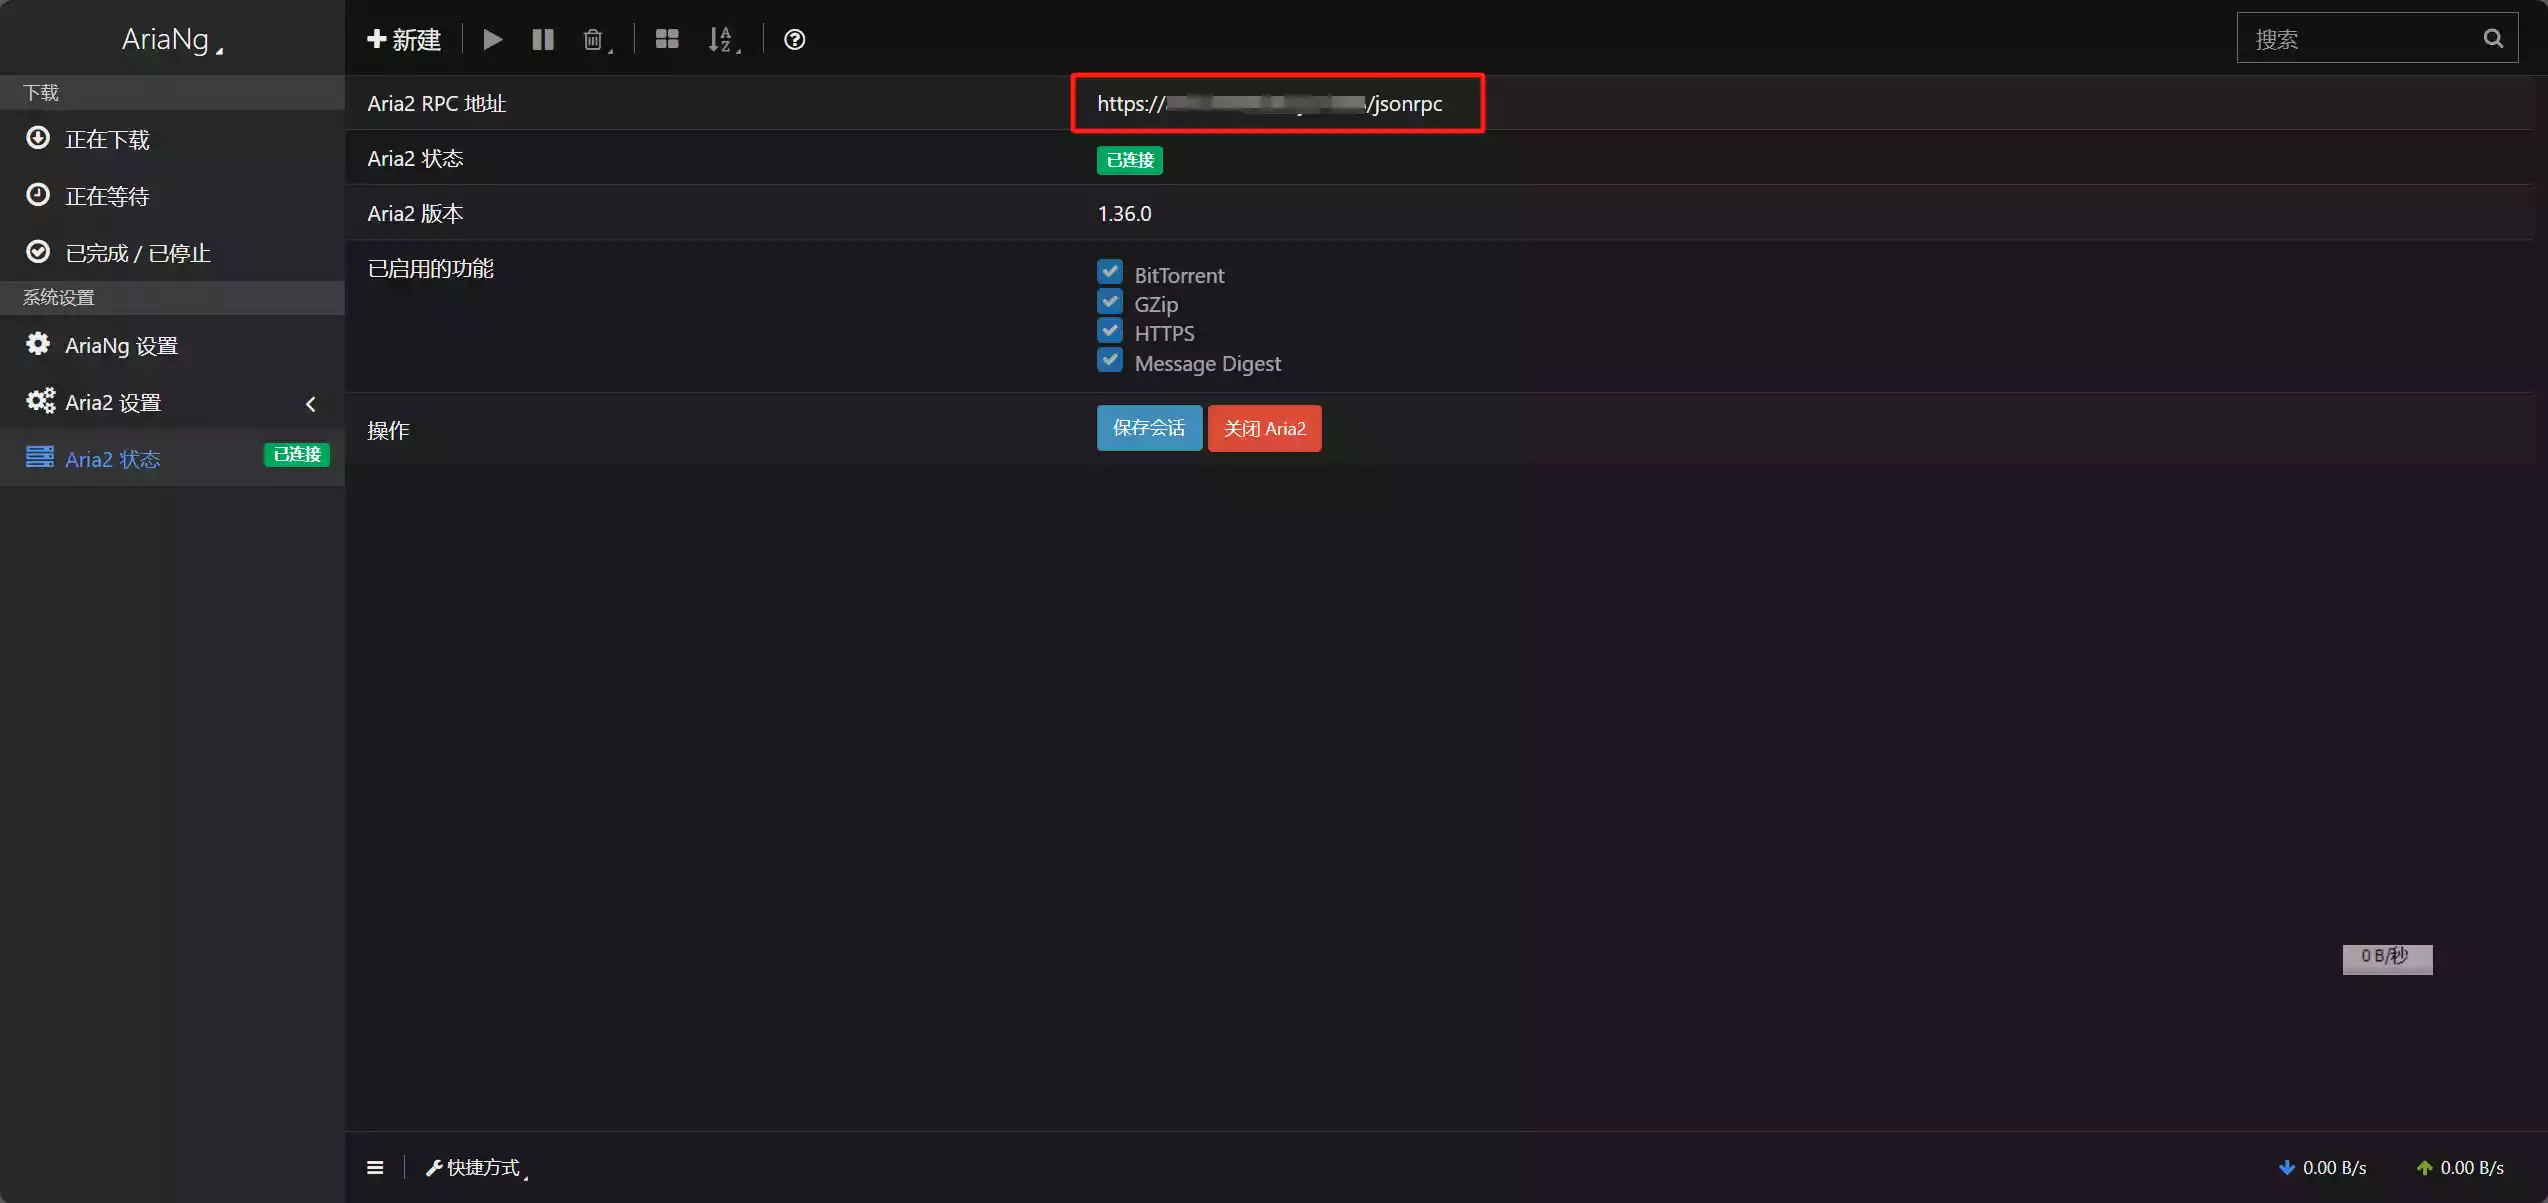 AriaNg
新建
搜索
下载
正在下载
正在等待
已完成 / 已停止
系统设置
AriaNg 设置
Aria2 设置
Aria2 状态 已连接
Aria2 RPC 地址 https:// /jsonrpc
Aria2 状态 已连接
Aria2 版本 1.36.0
已启用的功能
BitTorrent
GZip
HTTPS
Message Digest
操作 保存会话 关闭 Aria2
0 B/秒
快捷方式
0.00 B/s 0.00 B/s